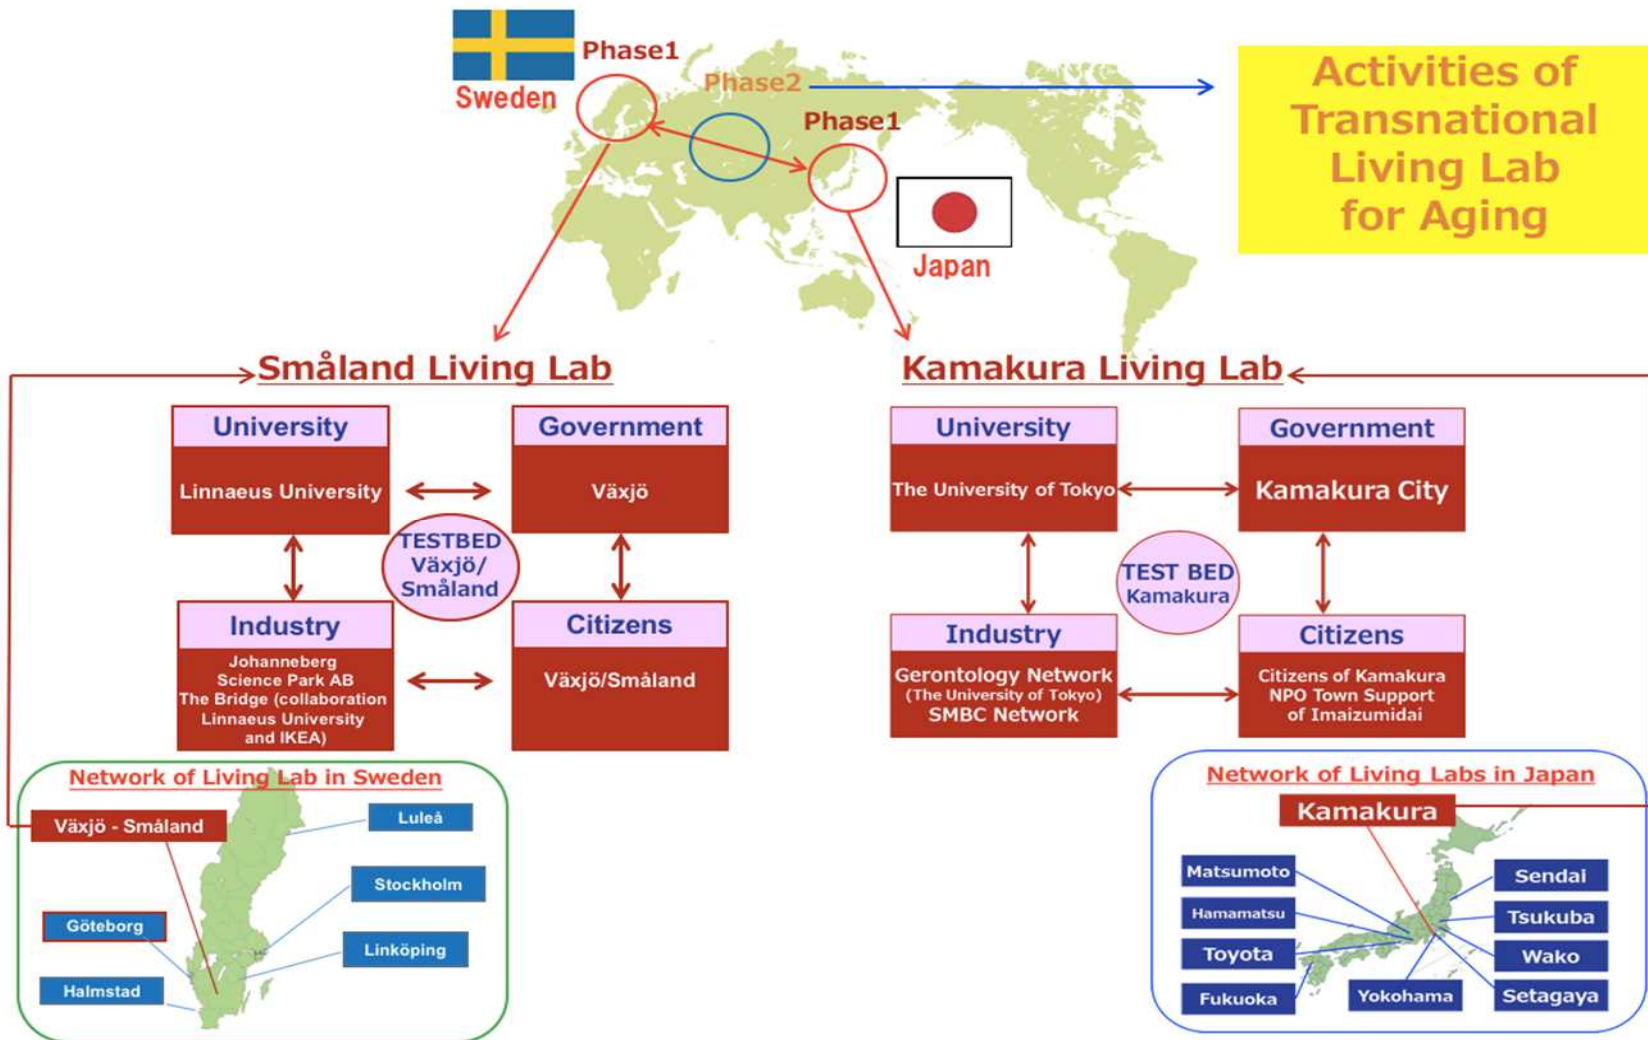 Phase1
Sweden
Phase2
Phase1
Japan
Activities of
Transnational
Living Lab
for Aging
Småland Living Lab
University
Linnaeus University
Government
Växjö
TESTBED
Växjö/
Småland
Industry
Johanneberg
Science Park AB
The Bridge (collaboration
Linnaeus University
and IKEA)
Citizens
Växjö/Småland
Kamakura Living Lab
University
The University of Tokyo
Government
Kamakura City
TEST BED
Kamakura
Industry
Gerontology Network
(The University of Tokyo)
SMBC Network
Citizens
Citizens of Kamakura
NPO Town Support
of Imaizumidai
Network of Living Lab in Sweden
Växjö - Småland
Luleå
Stockholm
Göteborg
Linköping
Halmstad
Network of Living Labs in Japan
Kamakura
Matsumoto
Sendai
Hamamatsu
Tsukuba
Toyota
Wako
Fukuoka
Yokohama
Setagaya